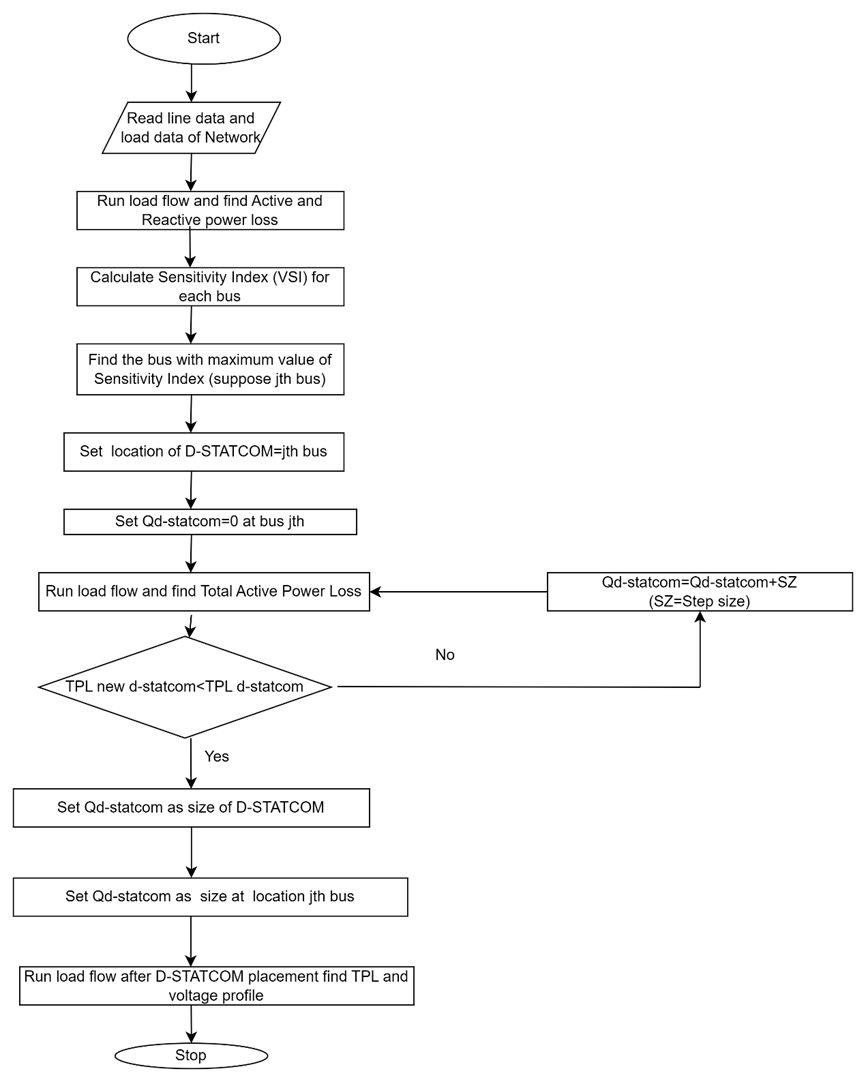 Start
Read line data and
load data of Network
Run load flow and find Active and
Reactive power loss
Calculate Sensitivity Index (VSI) for
each bus
Find the bus with maximum value of
Sensitivity Index (suppose jth bus)
Set location of D-STATCOM=jth bus
Set Qd-statcom=0 at bus jth
Run load flow and find Total Active Power Loss
Qd-statcom=Qd-statcom+SZ
(SZ=Step size)
No
TPL new d-statcom<TPL d-statcom
Yes
Set Qd-statcom as size of D-STATCOM
Set Qd-statcom as size at location jth bus
Run load flow after D-STATCOM placement find TPL and
voltage profile
Stop